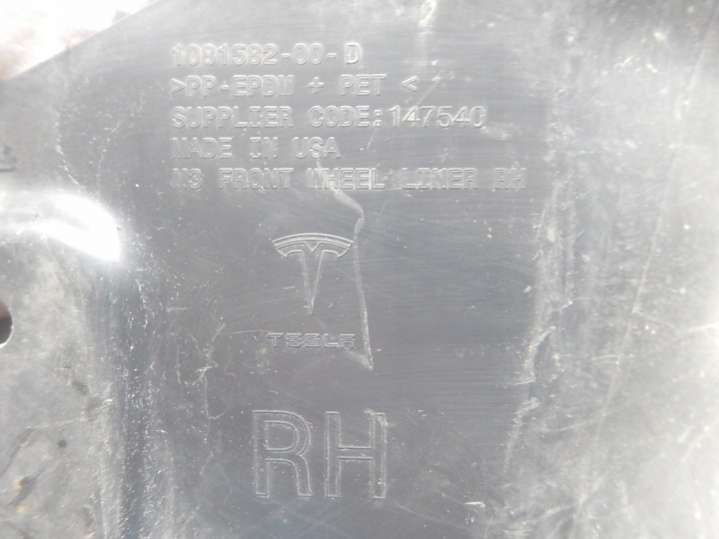 1081582-00-D
>PP-EPDM + PET <
SUPPLIER CODE: 147540
MADE IN USA
M3 FRONT WHEEL LINER RH
TESLA
RH